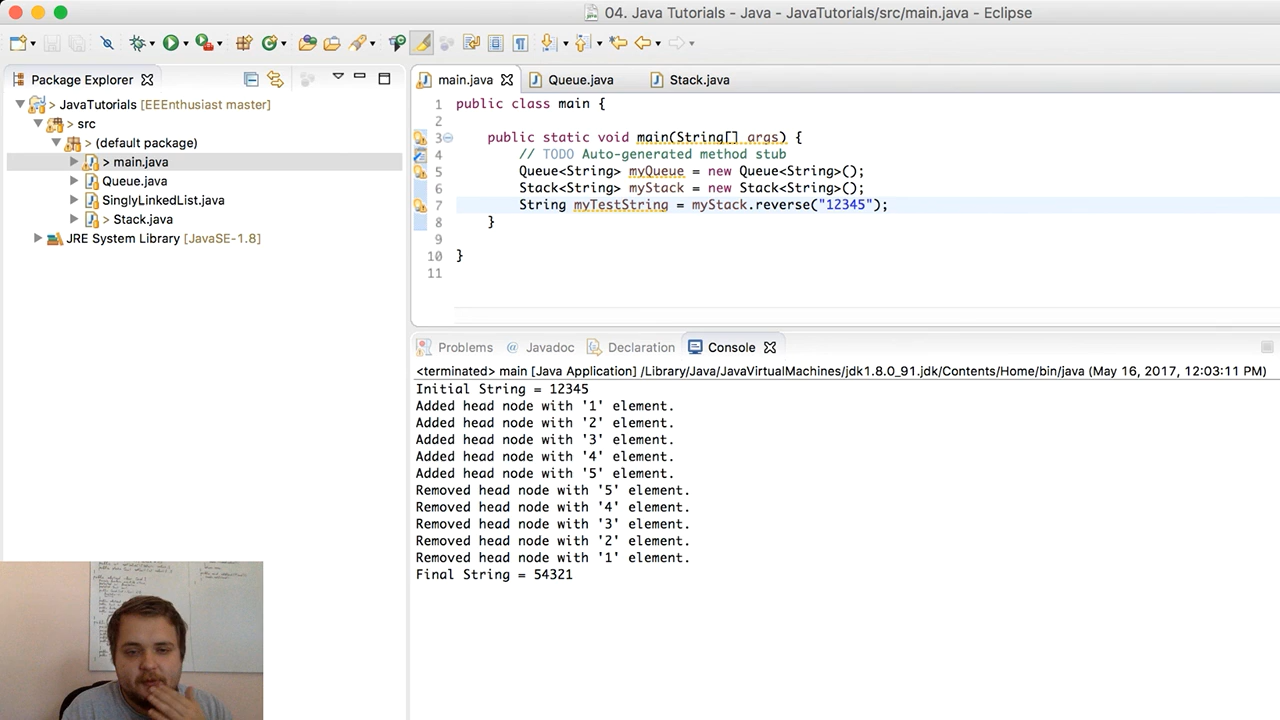 04. Java Tutorials - Java - JavaTutorials/src/main.java - Eclipse
Package Explorer
> JavaTutorials [EEEnthusiast master]
> src
> (default package)
> main.java
Queue.java
SinglyLinkedList.java
> Stack.java
JRE System Library [JavaSE-1.8]
main.java
Queue.java
Stack.java
1 public class main {
2
3 public static void main(String[] args) {
4 // TODO Auto-generated method stub
5 Queue<String> myQueue = new Queue<String>();
6 Stack<String> myStack = new Stack<String>();
7 String myTestString = myStack.reverse("12345");
8 }
9
10 }
11
Problems
@ Javadoc
Declaration
Console
<terminated> main [Java Application] /Library/Java/JavaVirtualMachines/jdk1.8.0_91.jdk/Contents/Home/bin/java (May 16, 2017, 12:03:11 PM)
Initial String = 12345
Added head node with '1' element.
Added head node with '2' element.
Added head node with '3' element.
Added head node with '4' element.
Added head node with '5' element.
Removed head node with '5' element.
Removed head node with '4' element.
Removed head node with '3' element.
Removed head node with '2' element.
Removed head node with '1' element.
Final String = 54321